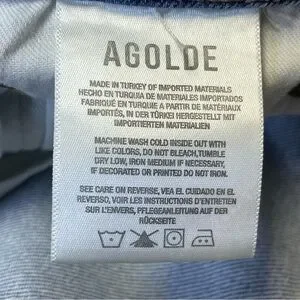 AGOLDE
MADE IN TURKEY OF IMPORTED MATERIALS
HECHO EN TURQUIA DE MATERIALES IMPORTADOS
FABRIQUÉ EN TURQUIE A PARTIR DE MATÉRIAUX
IMPORTÉS, IN DER TÜRKEI HERGESTELLT MIT
IMPORTIERTEN MATERIALIEN
MACHINE WASH COLD INSIDE OUT WITH
LIKE COLORS, DO NOT BLEACH,TUMBLE
DRY LOW, IRON MEDIUM IF NECESSARY,
IF DECORATED OR PRINTED DO NOT IRON.
SEE CARE ON REVERSE, VEA EL CUIDADO EN EL
REVERSO, VOIR LES INSTRUCTIONS D'ENTRETIEN
SUR L'ENVERS, PFLEGEANLEITUNG AUF DER
RÜCKSEITE